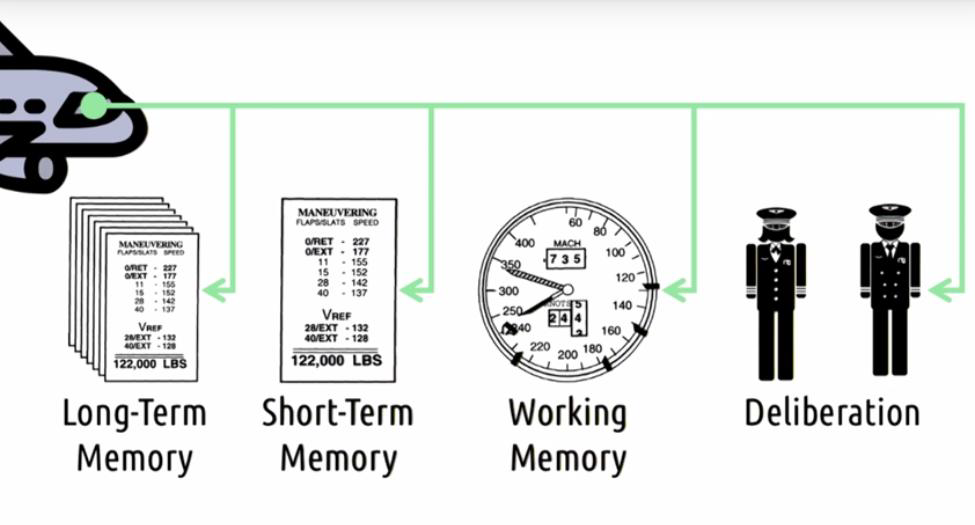 MANEUVERING
FLAPS/SLATS SPEED
0/RET - 227
0/EXT - 177
11 - 155
15 - 152
28 - 142
40 - 137
VREF
28/EXT - 132
40/EXT - 128
122,000 LBS
Long-Term
Memory
MANEUVERING
FLAPS/SLATS SPEED
0/RET - 227
0/EXT - 177
11 - 155
15 - 152
28 - 142
40 - 137
VREF
28/EXT - 132
40/EXT - 128
122,000 LBS
Short-Term
Memory
60
80
100
120
140
160
180
200
220
240
250
300
350
400
MACH
.735
KNOTS
24
5
4
3
Working
Memory
Deliberation